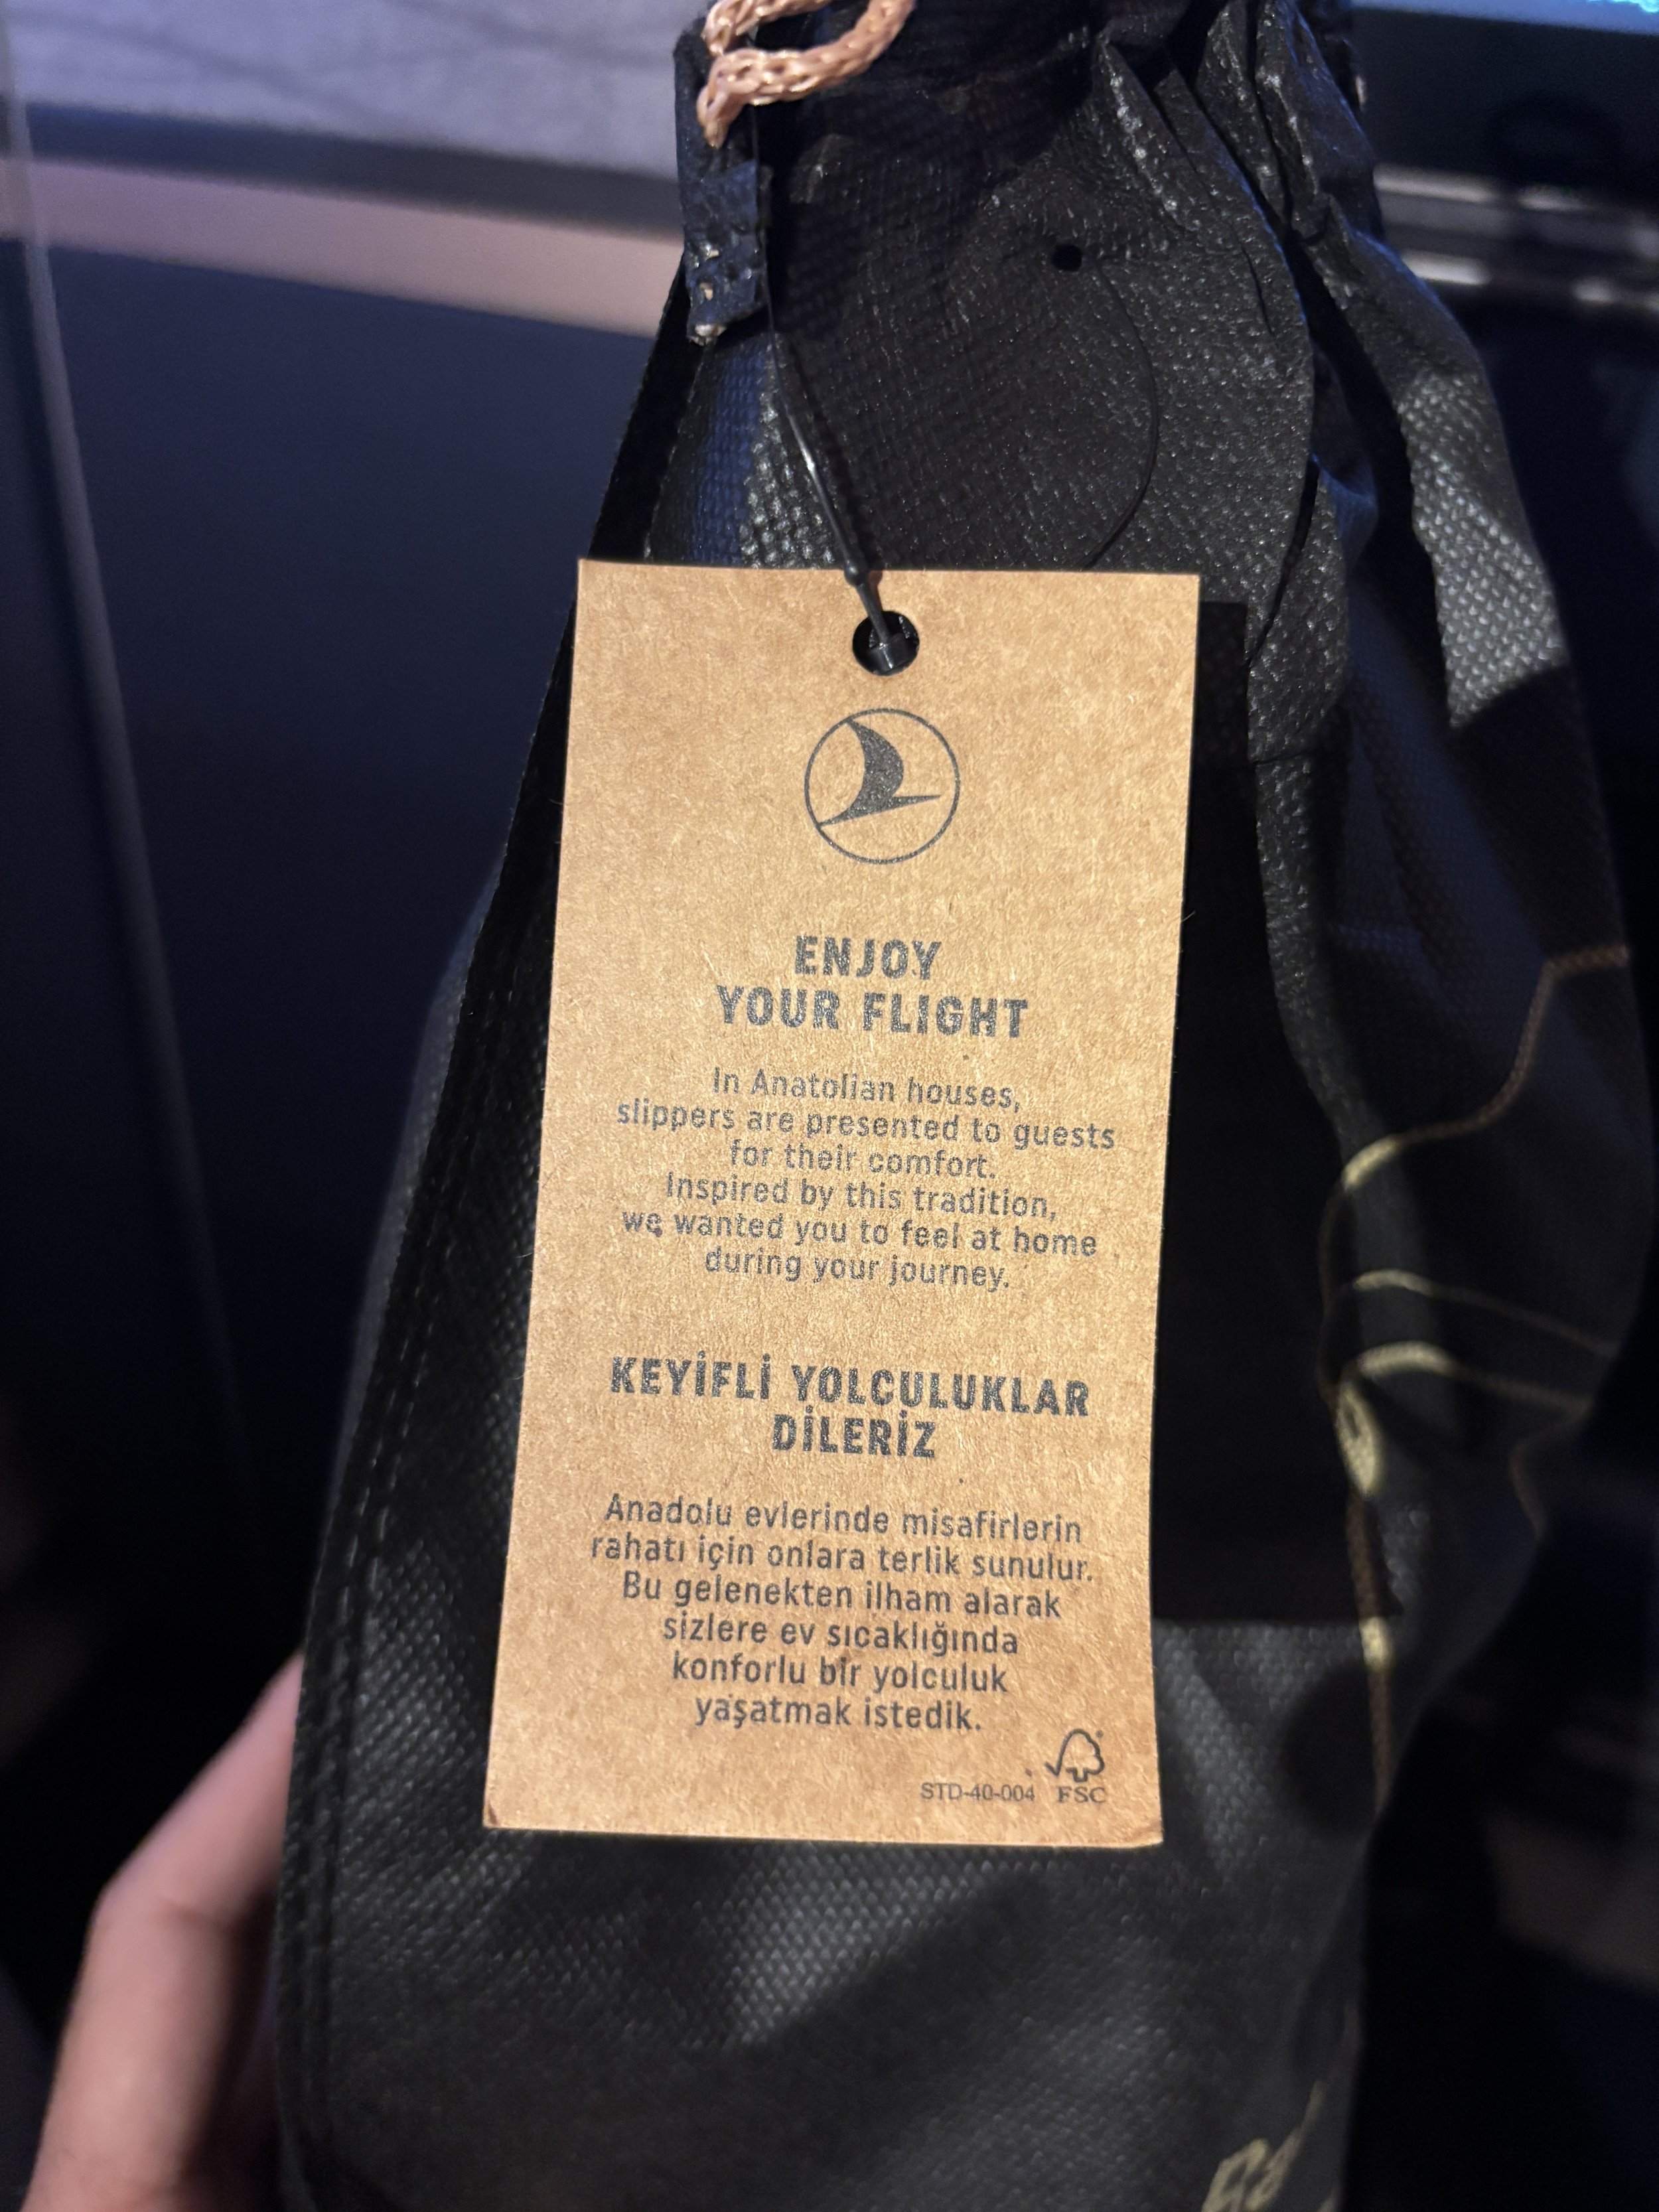 ENJOY
YOUR FLIGHT
In Anatolian houses,
slippers are presented to guests
for their comfort.
Inspired by this tradition,
we wanted you to feel at home
during your journey.
KEYİFLİ YOLCULUKLAR
DİLERİZ
Anadolu evlerinde misafirlerin
rahatı için onlara terlik sunulur.
Bu gelenekten ilham alarak
sizlere ev sıcaklığında
konforlu bir yolculuk
yaşatmak istedik.
STD-40-004 FSC